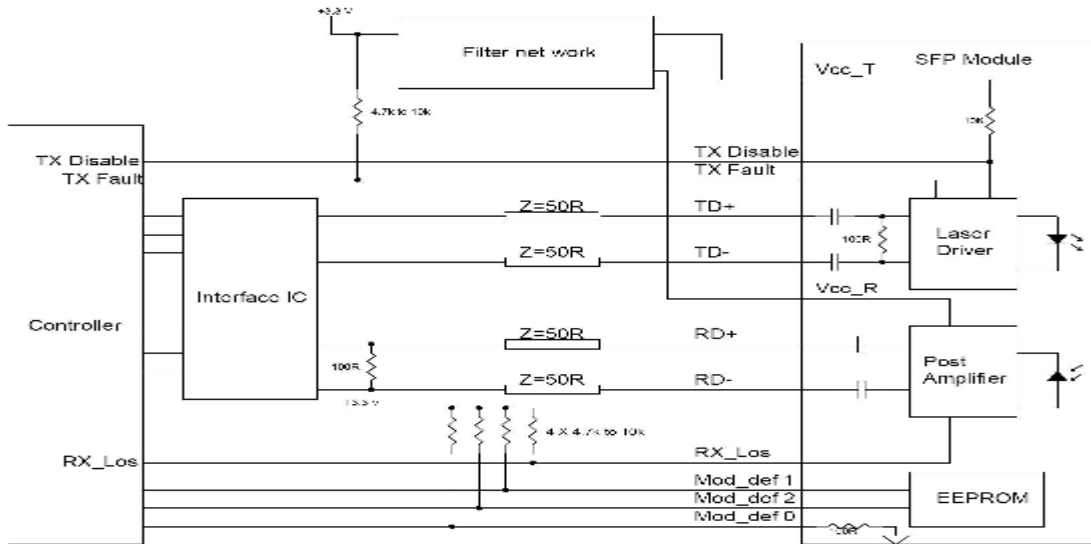 +3.3 V
Filter net work
Vcc_T
SFP Module
4.7k to 10k
10K
TX Disable
TX Fault
TX Disable
TX Fault
Z=50R
TD+
100R
Laser
Driver
Z=50R
TD-
Interface IC
Vcc_R
Controller
Z=50R
RD+
100R
Post
Amplifier
Z=50R
RD-
4 X 4.7k to 10k
RX_Los
RX_Los
Mod_def 1
Mod_def 2
EEPROM
Mod_def 0